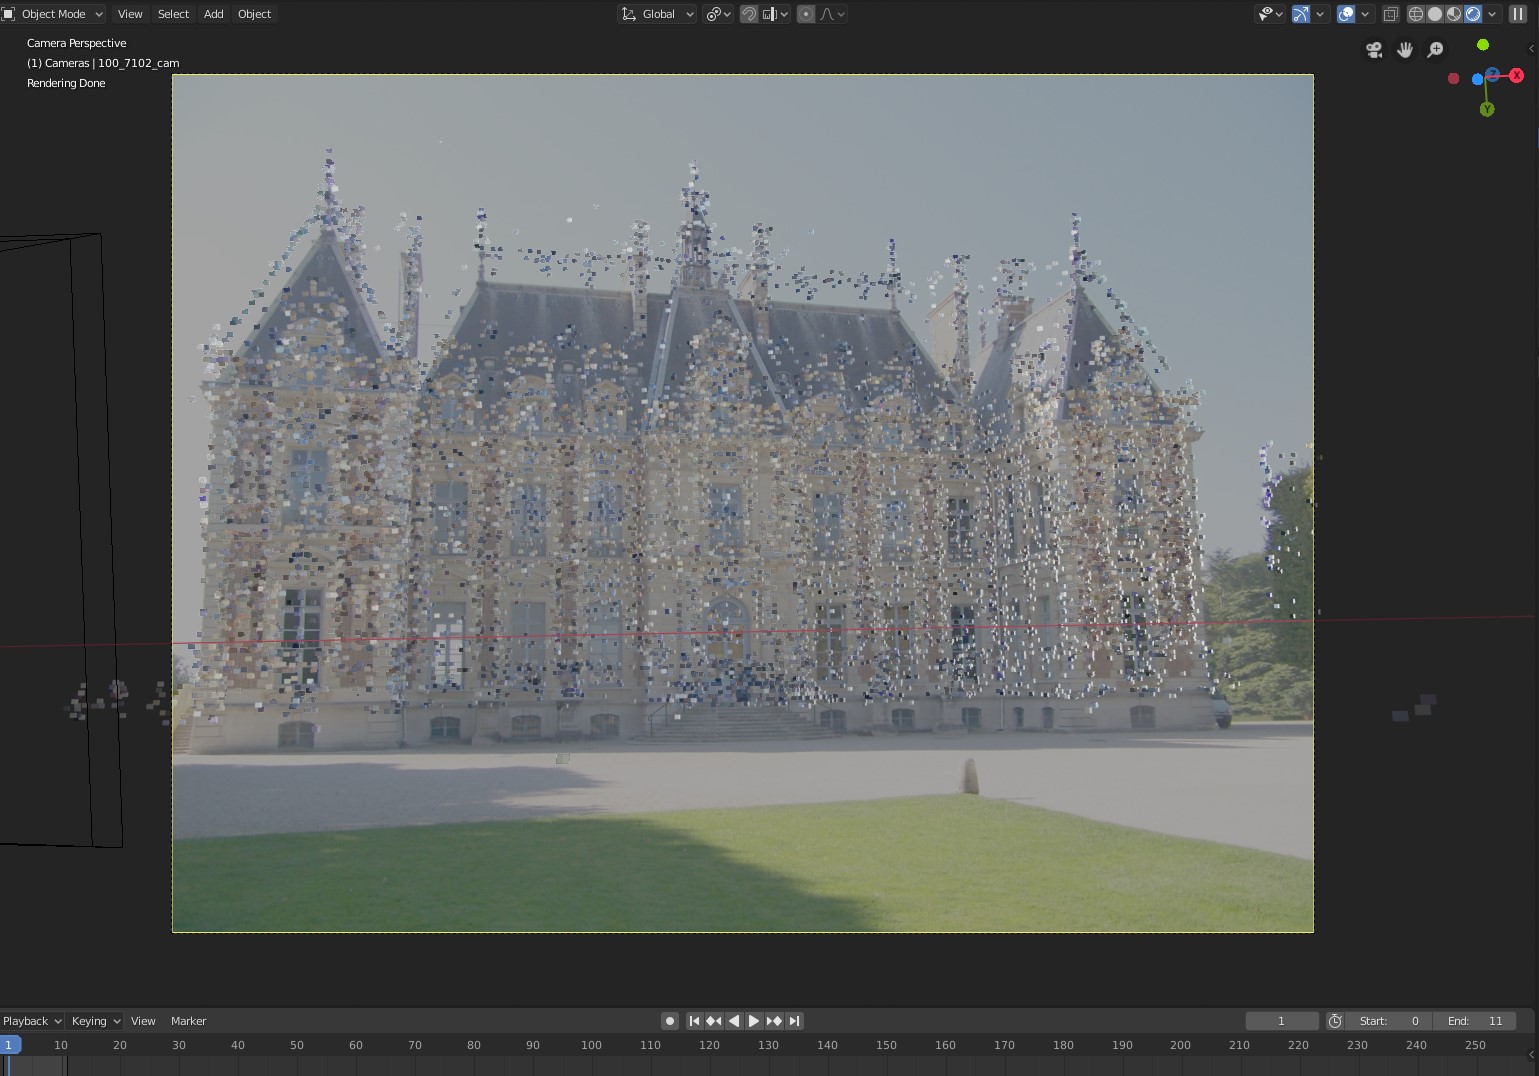 Object Mode View Select Add Object Global
Camera Perspective
(1) Cameras | 100_7102_cam
Rendering Done
X
Z
Y
Playback Keying View Marker 1 Start: 0 End: 11
1 10 20 30 40 50 60 70 80 90 100 110 120 130 140 150 160 170 180 190 200 210 220 230 240 250